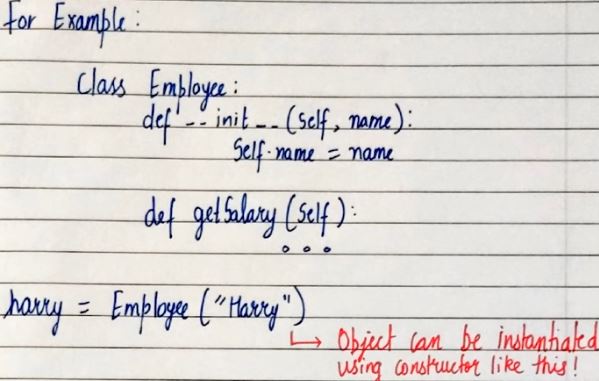 For Example:
Class Employee:
def __init__(Self, name):
Self.name = name
def getSalary(Self):
...
harry = Employee("Harry")
↳ Object can be instantiated
using constructor like this!